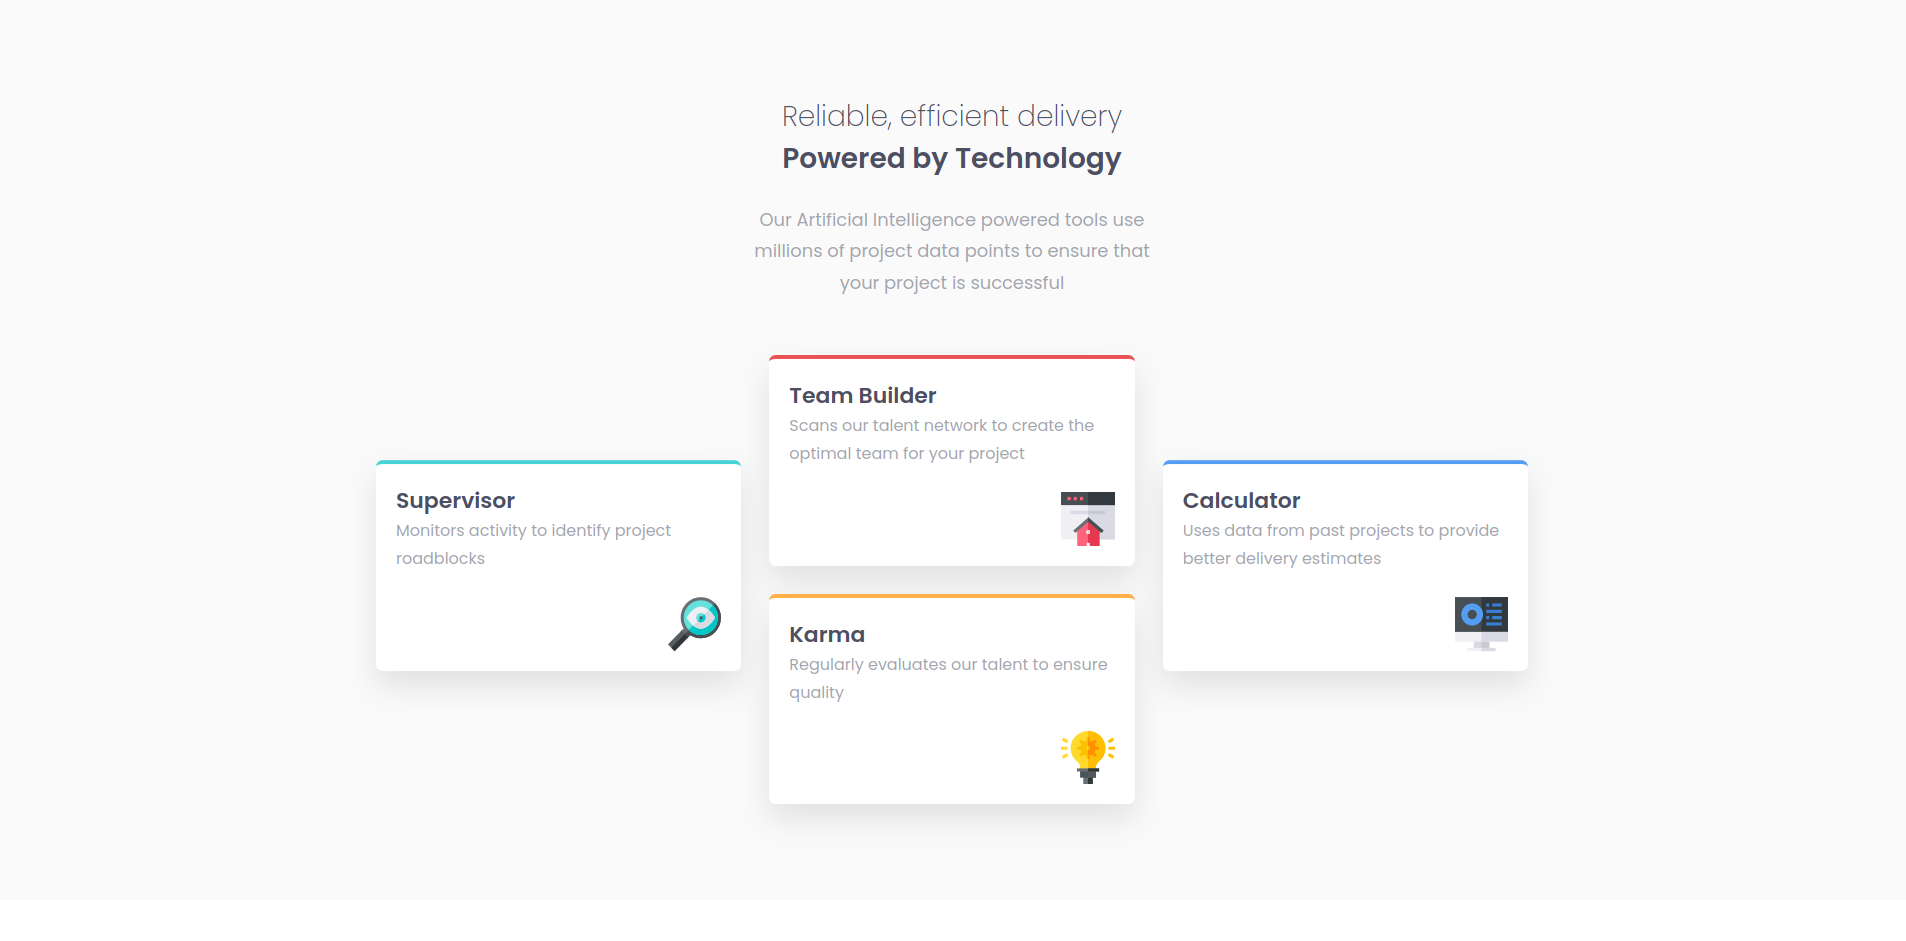 Reliable, efficient delivery
Powered by Technology
Our Artificial Intelligence powered tools use
millions of project data points to ensure that
your project is successful
Supervisor
Monitors activity to identify project
roadblocks
Team Builder
Scans our talent network to create the
optimal team for your project
Karma
Regularly evaluates our talent to ensure
quality
Calculator
Uses data from past projects to provide
better delivery estimates